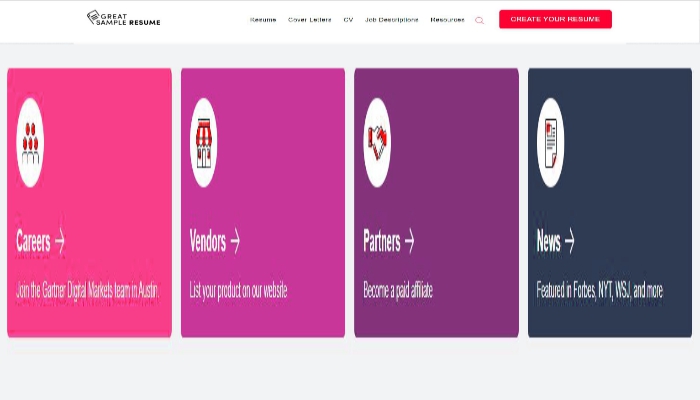 GREAT
SAMPLE RESUME
Resume Cover Letters CV Job Descriptions Resources CREATE YOUR RESUME
Careers → Vendors → Partners → News →
Join the Gartner Digital Markets team in Austin. List your product on our website Become a paid affiliate Featured in Forbes, NYT, WSJ, and more